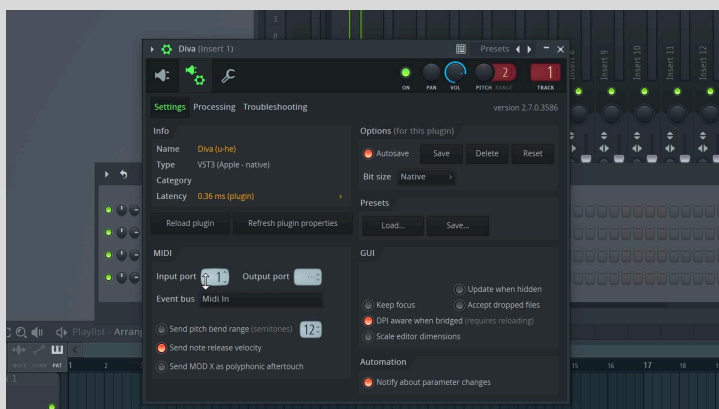 3
0
Diva (Insert 1)
Presets
ON PAN VOL PITCH RANGE TRACK
2
1
Settings Processing Troubleshooting
version 2.7.0.3586
Info
Name Diva (u-he)
Type VST3 (Apple - native)
Category
Latency 0.36 ms (plugin)
Reload plugin Refresh plugin properties
Options (for this plugin)
Autosave Save Delete Reset
Bit size Native
Presets
Load... Save...
MIDI
Input port 1 Output port
Event bus Midi In
Send pitch bend range (semitones) 12
Send note release velocity
Send MOD X as polyphonic aftertouch
GUI
Update when hidden
Keep focus Accept dropped files
DPI aware when bridged (requires reloading)
Scale editor dimensions
Automation
Notify about parameter changes
Insert 9
Insert 10
Insert 11
Insert 12
Playlist - Arran
NOTE CHAN PAT 1 2
15 16 17 18